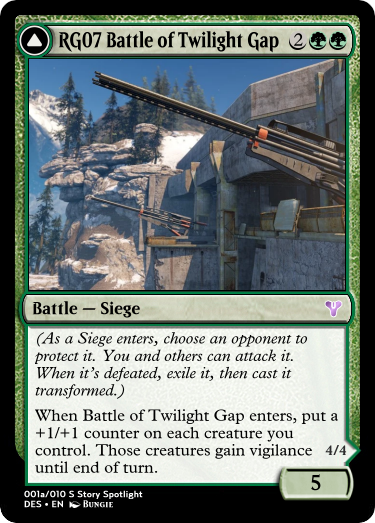 RG07 Battle of Twilight Gap 2
Battle — Siege
(As a Siege enters, choose an opponent to
protect it. You and others can attack it.
When it's defeated, exile it, then cast it
transformed.)
When Battle of Twilight Gap enters, put a
+1/+1 counter on each creature you
control. Those creatures gain vigilance
until end of turn.
4/4
5
001a/010 S Story Spotlight
DES • EN Bungie